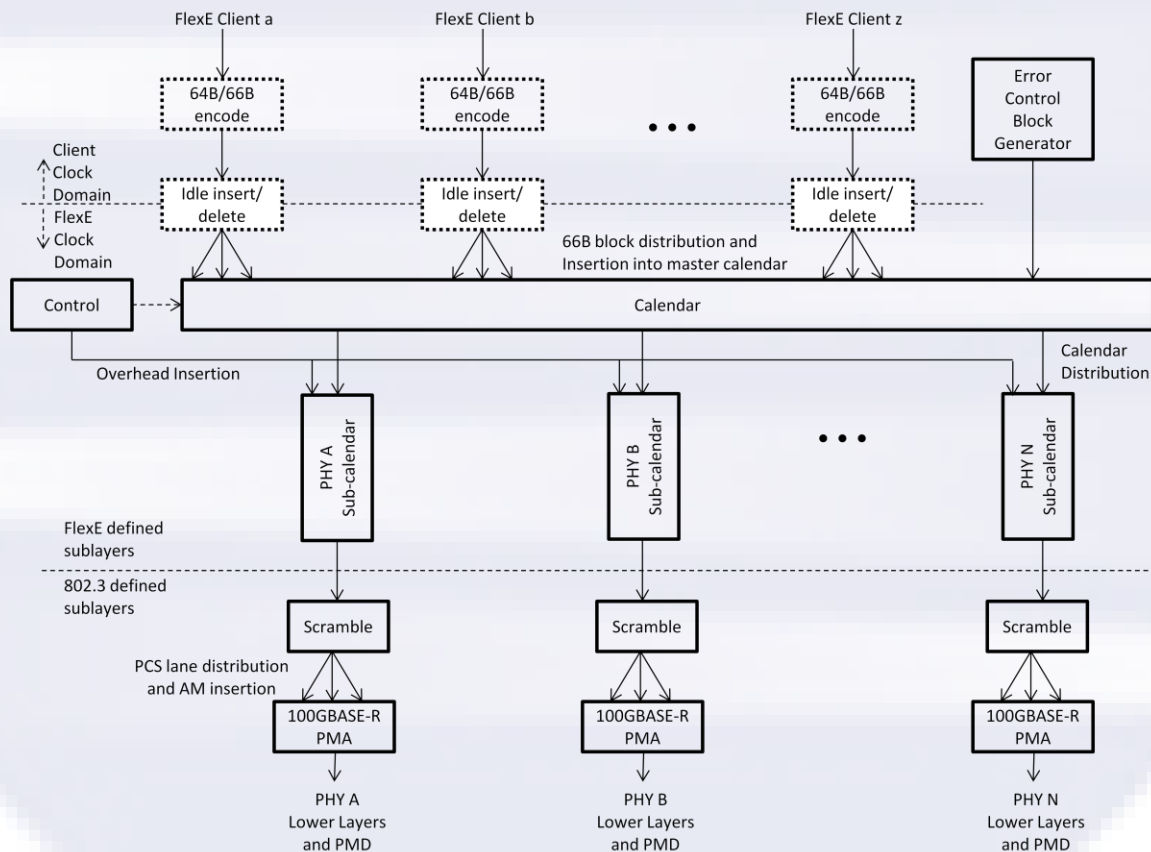 FlexE Client a
FlexE Client b
FlexE Client z
64B/66B
encode
64B/66B
encode
64B/66B
encode
Error
Control
Block
Generator
Client
Clock
Domain
FlexE
Clock
Domain
Idle insert/
delete
Idle insert/
delete
Idle insert/
delete
66B block distribution and
Insertion into master calendar
Control
Calendar
Overhead Insertion
Calendar
Distribution
PHY A
Sub-calendar
PHY B
Sub-calendar
PHY N
Sub-calendar
FlexE defined
sublayers
802.3 defined
sublayers
Scramble
Scramble
Scramble
PCS lane distribution
and AM insertion
100GBASE-R
PMA
100GBASE-R
PMA
100GBASE-R
PMA
PHY A
Lower Layers
and PMD
PHY B
Lower Layers
and PMD
PHY N
Lower Layers
and PMD